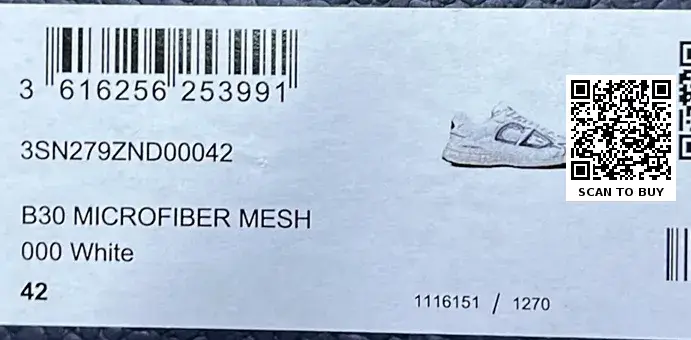 3 616256 253991
3SN279ZND00042
SCAN TO BUY
B30 MICROFIBER MESH
000 White
42
1116151 / 1270